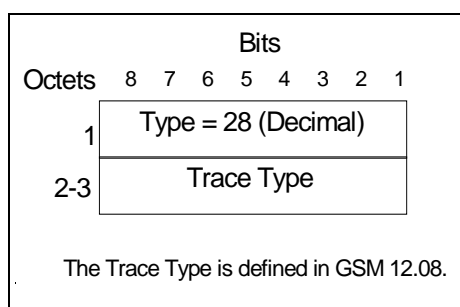 Bits
Octets 8 7 6 5 4 3 2 1
1 Type = 28 (Decimal)
2-3 Trace Type
The Trace Type is defined in GSM 12.08.